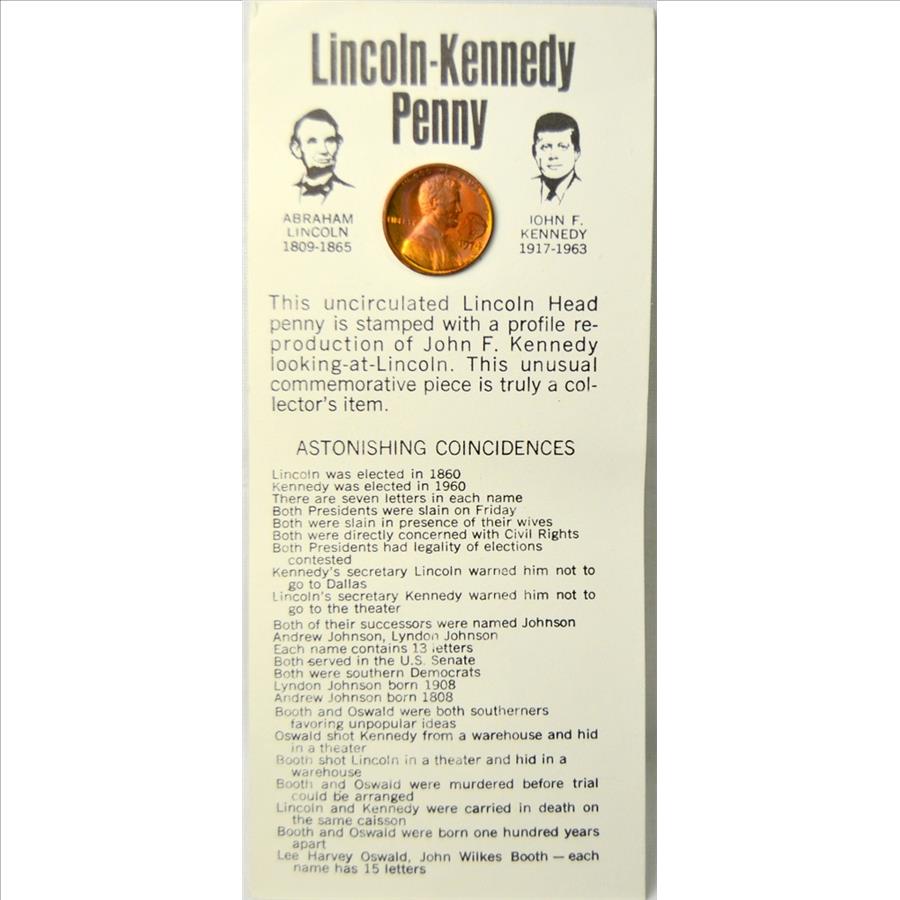 Lincoln-Kennedy
Penny
ABRAHAM
LINCOLN
1809-1865
JOHN F.
KENNEDY
1917-1963
LIBERTY
1974
This uncirculated Lincoln Head
penny is stamped with a profile re-
production of John F. Kennedy
looking-at-Lincoln. This unusual
commemorative piece is truly a col-
lector's item.
ASTONISHING COINCIDENCES
Lincoln was elected in 1860
Kennedy was elected in 1960
There are seven letters in each name
Both Presidents were slain on Friday
Both were slain in presence of their wives
Both were directly concerned with Civil Rights
Both Presidents had legality of elections
contested
Kennedy's secretary Lincoln warned him not to
go to Dallas
Lincoln's secretary Kennedy warned him not to
go to the theater
Both of their successors were named Johnson
Andrew Johnson, Lyndon Johnson
Each name contains 13 letters
Both served in the U.S. Senate
Both were southern Democrats
Lyndon Johnson born 1908
Andrew Johnson born 1808
Booth and Oswald were both southerners
favoring unpopular ideas
Oswald shot Kennedy from a warehouse and hid
in a theater
Booth shot Lincoln in a theater and hid in a
warehouse
Booth and Oswald were murdered before trial
could be arranged
Lincoln and Kennedy were carried in death on
the same caisson
Booth and Oswald were born one hundred years
apart
Lee Harvey Oswald, John Wilkes Booth — each
name has 15 letters